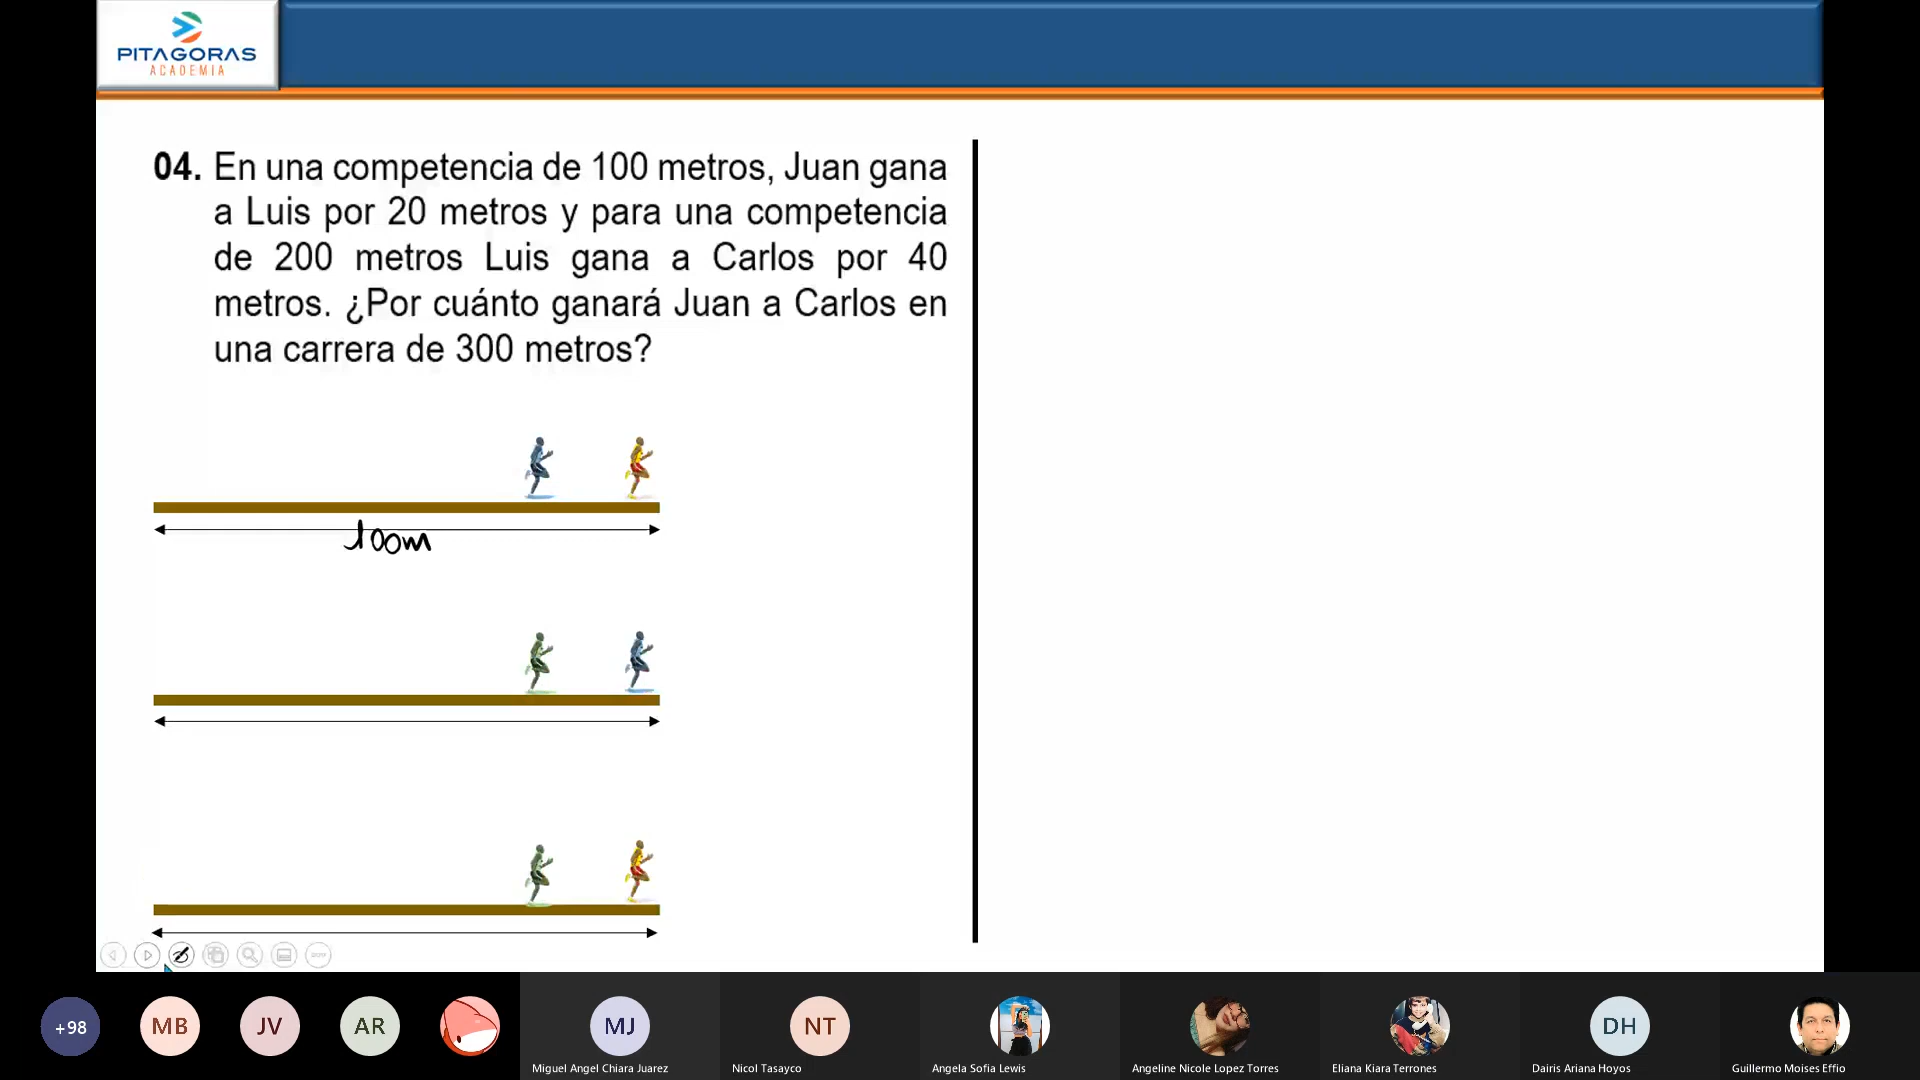 PITAGORAS
ACADEMIA
04. En una competencia de 100 metros, Juan gana
a Luis por 20 metros y para una competencia
de 200 metros Luis gana a Carlos por 40
metros. ¿Por cuánto ganará Juan a Carlos en
una carrera de 300 metros?
100m
+98
MB
JV
AR
MJ
NT
DH
Miguel Angel Chiara Juarez
Nicol Tasayco
Angela Sofia Lewis
Angeline Nicole Lopez Torres
Eliana Kiara Terrones
Dairis Ariana Hoyos
Guillermo Moises Effio